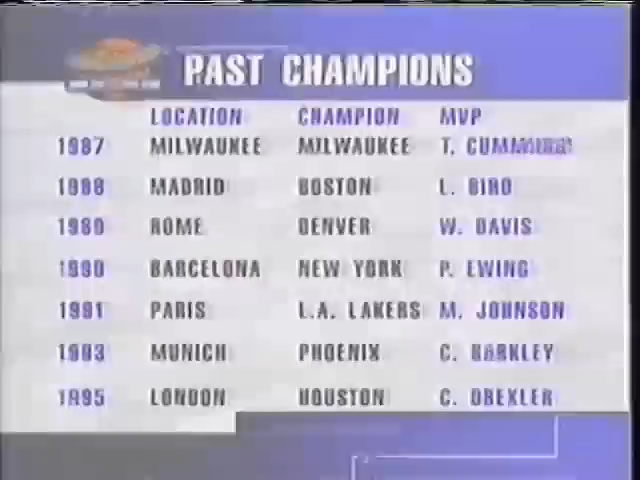 PAST CHAMPIONS
LOCATION CHAMPION MVP
1987 MILWAUKEE MILWAUKEE T. CUMMINGS
1988 MADRID BOSTON L. BIRD
1989 ROME DENVER W. DAVIS
1990 BARCELONA NEW YORK P. EWING
1991 PARIS L.A. LAKERS M. JOHNSON
1993 MUNICH PHOENIX C. BARKLEY
1995 LONDON HOUSTON C. DREXLER